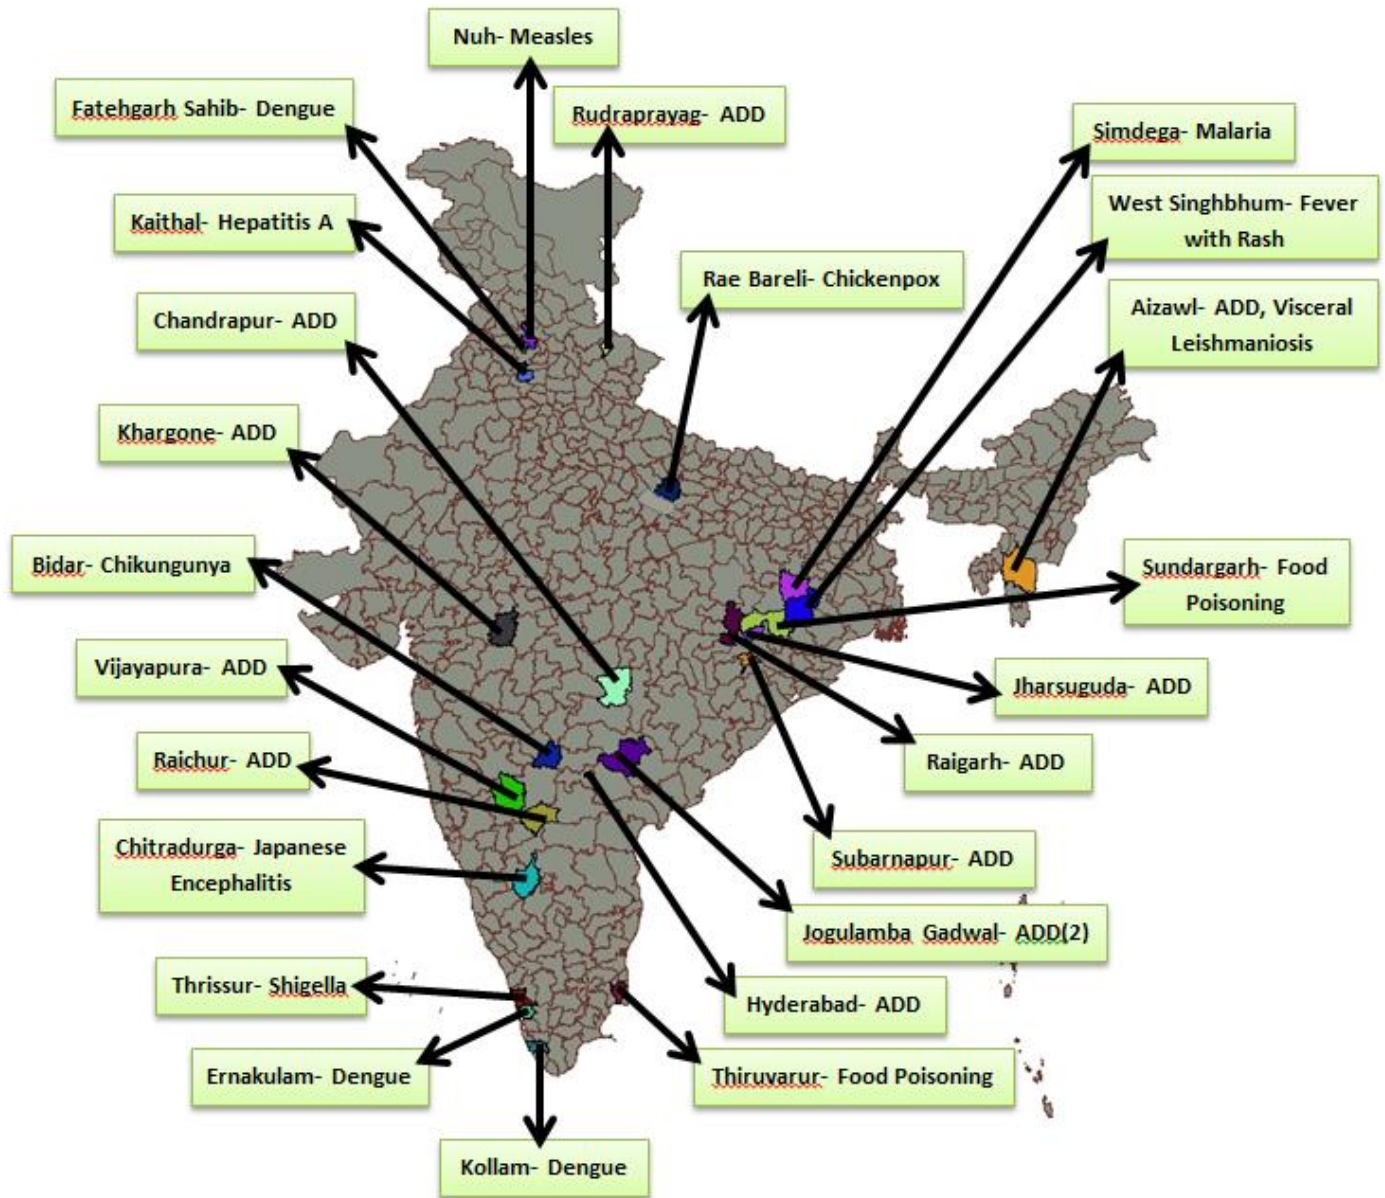 Nuh- Measles
Fatehgarh Sahib- Dengue
Rudraprayag- ADD
Simdega- Malaria
Kaithal- Hepatitis A
West Singhbhum- Fever
with Rash
Rae Bareli- Chickenpox
Chandrapur- ADD
Aizawl- ADD, Visceral
Leishmaniosis
Khargone- ADD
Bidar- Chikungunya
Sundargarh- Food
Poisoning
Vijayapura- ADD
Jharsuguda- ADD
Raichur- ADD
Raigarh- ADD
Chitradurga- Japanese
Encephalitis
Subarnapur- ADD
Jogulamba Gadwal- ADD(2)
Thrissur- Shigella
Hyderabad- ADD
Ernakulam- Dengue
Thiruvarur- Food Poisoning
Kollam- Dengue